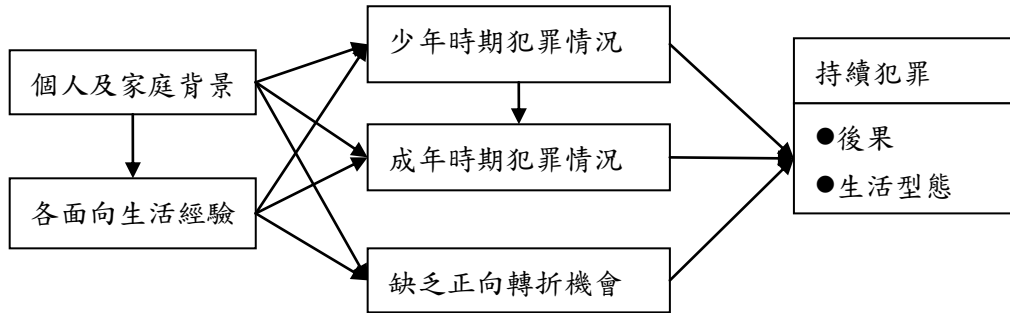 個人及家庭背景
各面向生活經驗
少年時期犯罪情況
成年時期犯罪情況
缺乏正向轉折機會
持續犯罪
●後果
●生活型態